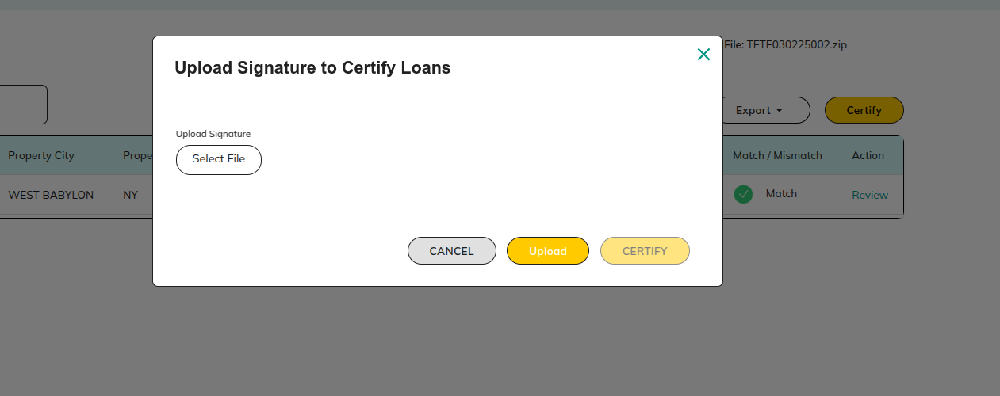 File: TETE030225002.zip
Upload Signature to Certify Loans
Export
Certify
Upload Signature
Select File
Property City
Prope
Match / Mismatch
Action
WEST BABYLON
NY
Match
Review
CANCEL
Upload
CERTIFY